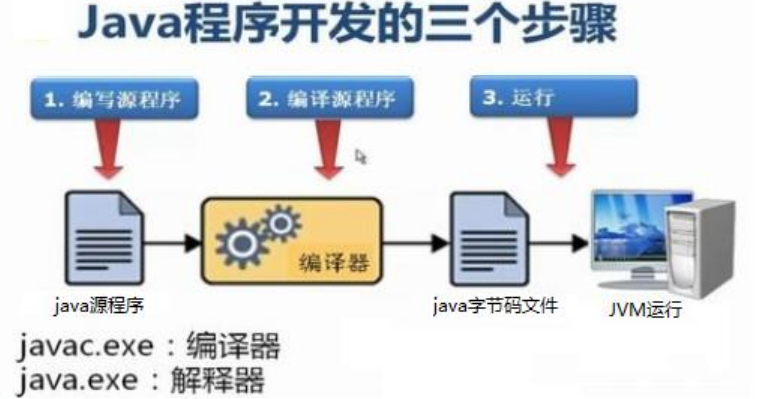 Java程序开发的三个步骤
1. 编写源程序
2. 编译源程序
3. 运行
编译器
java源程序
java字节码文件
JVM运行
javac.exe：编译器
java.exe：解释器